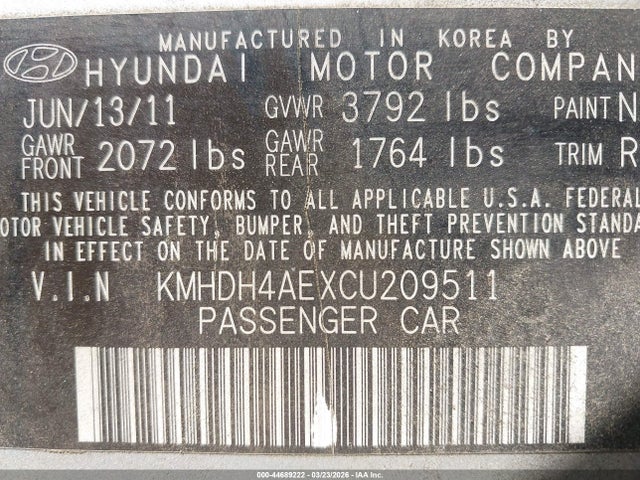 MANUFACTURED IN KOREA BY
HYUNDAI MOTOR COMPAN
JUN/13/11 GVWR 3792 lbs PAINT N
GAWR FRONT 2072 lbs GAWR REAR 1764 lbs TRIM R
THIS VEHICLE CONFORMS TO ALL APPLICABLE U.S.A. FEDERAL
OTOR VEHICLE SAFETY, BUMPER, AND THEFT PREVENTION STANDA
IN EFFECT ON THE DATE OF MANUFACTURE SHOWN ABOVE
V.I.N KMHDH4AEXCU209511
PASSENGER CAR
000-44689222 - 03/23/2026 - IAAI. INC.